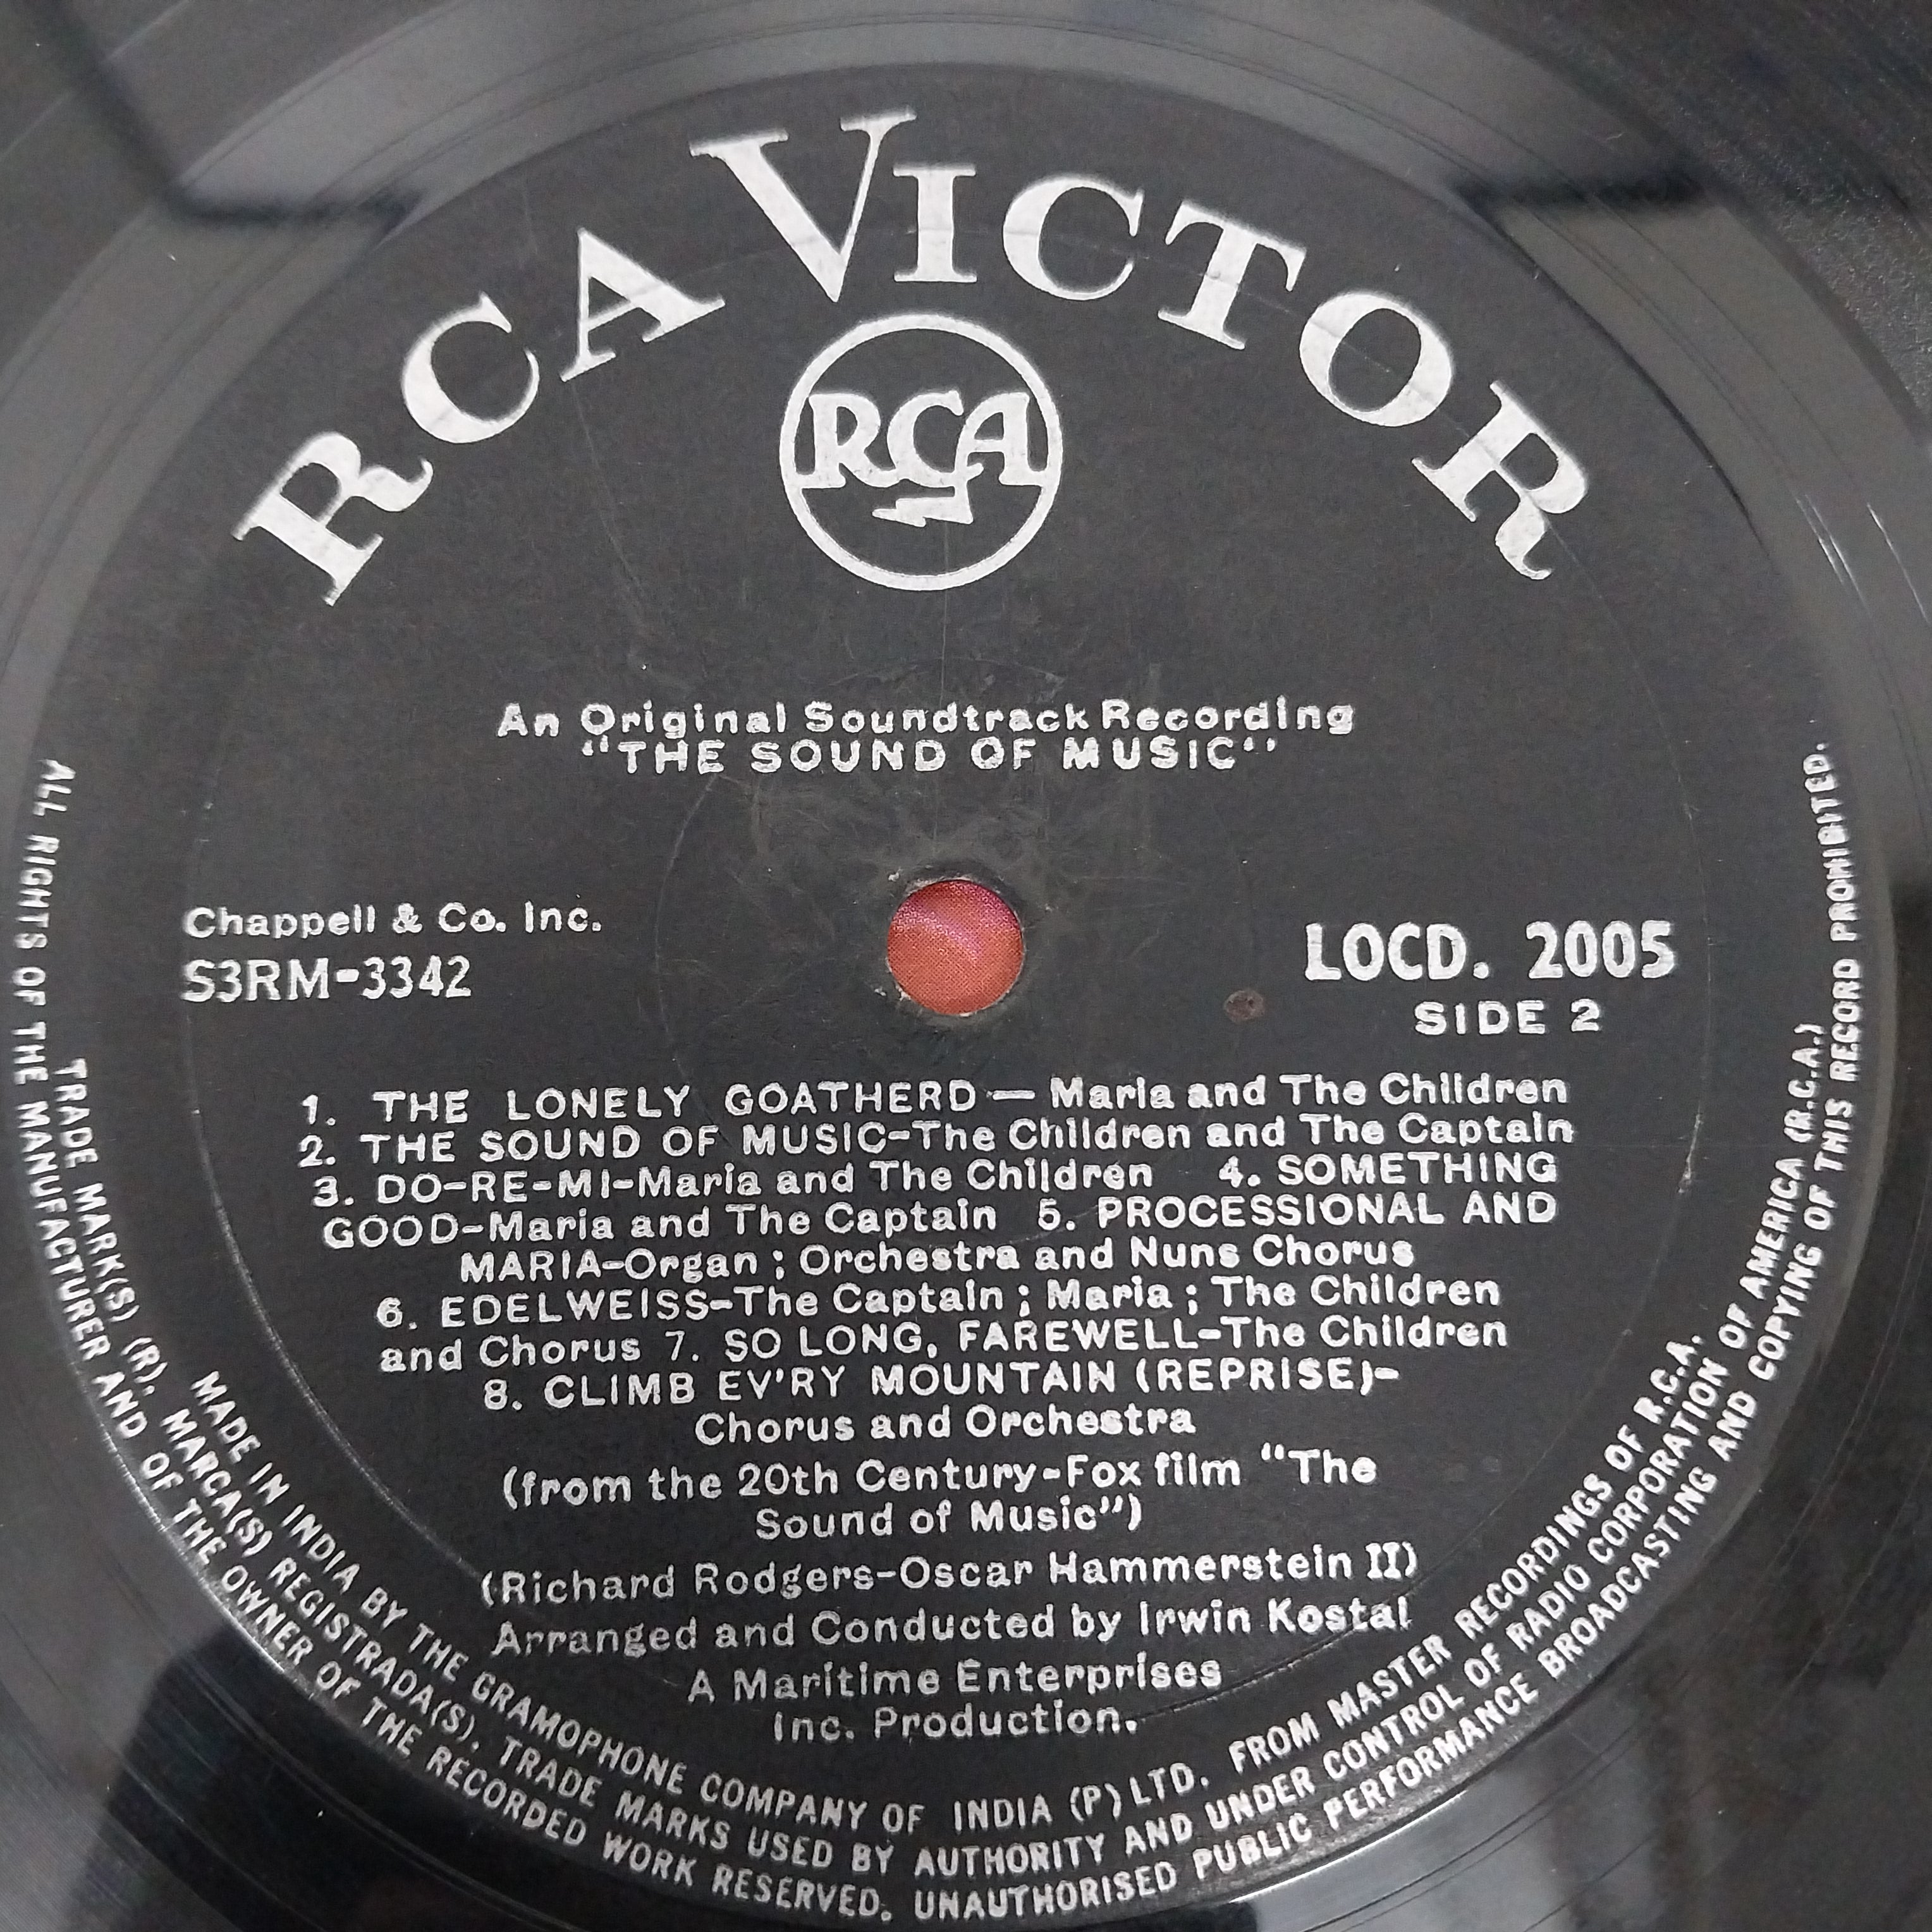 RCA VICTOR
RCA
An Original Soundtrack Recording
"THE SOUND OF MUSIC"
Chappell & Co. Inc.
S3RM-3342
LOCD. 2005
SIDE 2
1. THE LONELY GOATHERD — Maria and The Children
2. THE SOUND OF MUSIC-The Children and The Captain
3. DO-RE-MI-Maria and The Children 4. SOMETHING
GOOD-Maria and The Captain 5. PROCESSIONAL AND
MARIA-Organ ; Orchestra and Nuns Chorus
6. EDELWEISS-The Captain ; Maria ; The Children
and Chorus 7. SO LONG, FAREWELL-The Children
8. CLIMB EV'RY MOUNTAIN (REPRISE)-
Chorus and Orchestra
(from the 20th Century-Fox film "The
Sound of Music")
(Richard Rodgers-Oscar Hammerstein II)
Arranged and Conducted by Irwin Kostal
A Maritime Enterprises
Inc. Production.
MADE IN INDIA BY THE GRAMOPHONE COMPANY OF INDIA (P) LTD. FROM MASTER RECORDINGS OF R.C.A.
TRADE MARK(S) (R). MARCA(S) REGISTRADA(S). TRADE MARKS USED BY AUTHORITY AND UNDER CONTROL OF RADIO CORPORATION OF AMERICA (R.C.A.)
ALL RIGHTS OF THE MANUFACTURER AND OF THE OWNER OF THE RECORDED WORK RESERVED. UNAUTHORISED PUBLIC PERFORMANCE BROADCASTING AND COPYING OF THIS RECORD PROHIBITED.